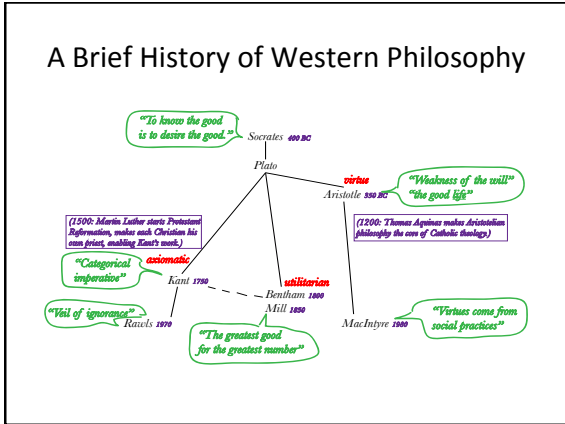 A Brief History of Western Philosophy
“To know the good
is to desire the good.”
Socrates 400 BC
Plato
virtue
Aristotle 350 BC
“Weakness of the will”
“the good life”
(1500: Martin Luther starts Protestant
Reformation, makes each Christian his
own priest, enabling Kant's work.)
(1200: Thomas Aquinas makes Aristotelian
philosophy the core of Catholic theology.)
axiomatic
“Categorical
imperative”
Kant 1750
utilitarian
Bentham 1800
Mill 1850
“Veil of ignorance”
Rawls 1970
“The greatest good
for the greatest number”
MacIntyre 1980
“Virtues come from
social practices”